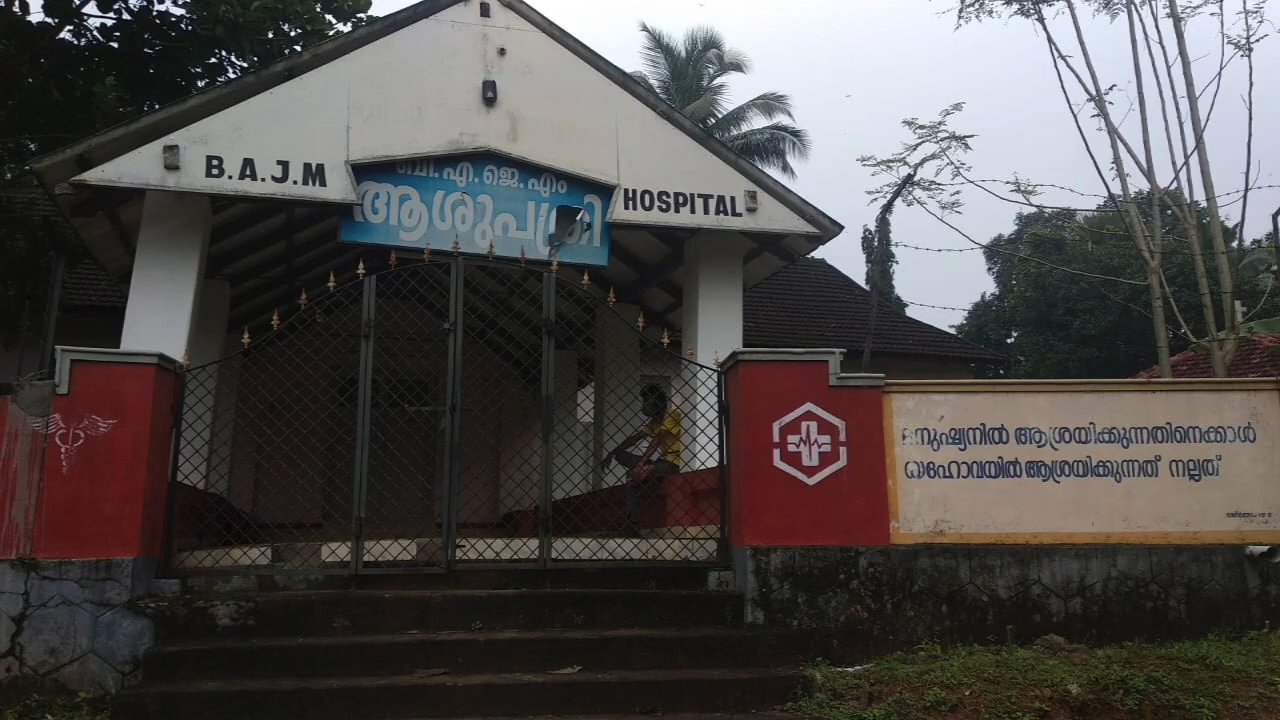 B.A.J.M
ബി.എ.ജെ.എം
ആശുപത്രി
HOSPITAL
മനുഷ്യനിൽ ആശ്രയിക്കുന്നതിനെക്കാൾ
യഹോവയിൽ ആശ്രയിക്കുന്നത് നല്ലത്